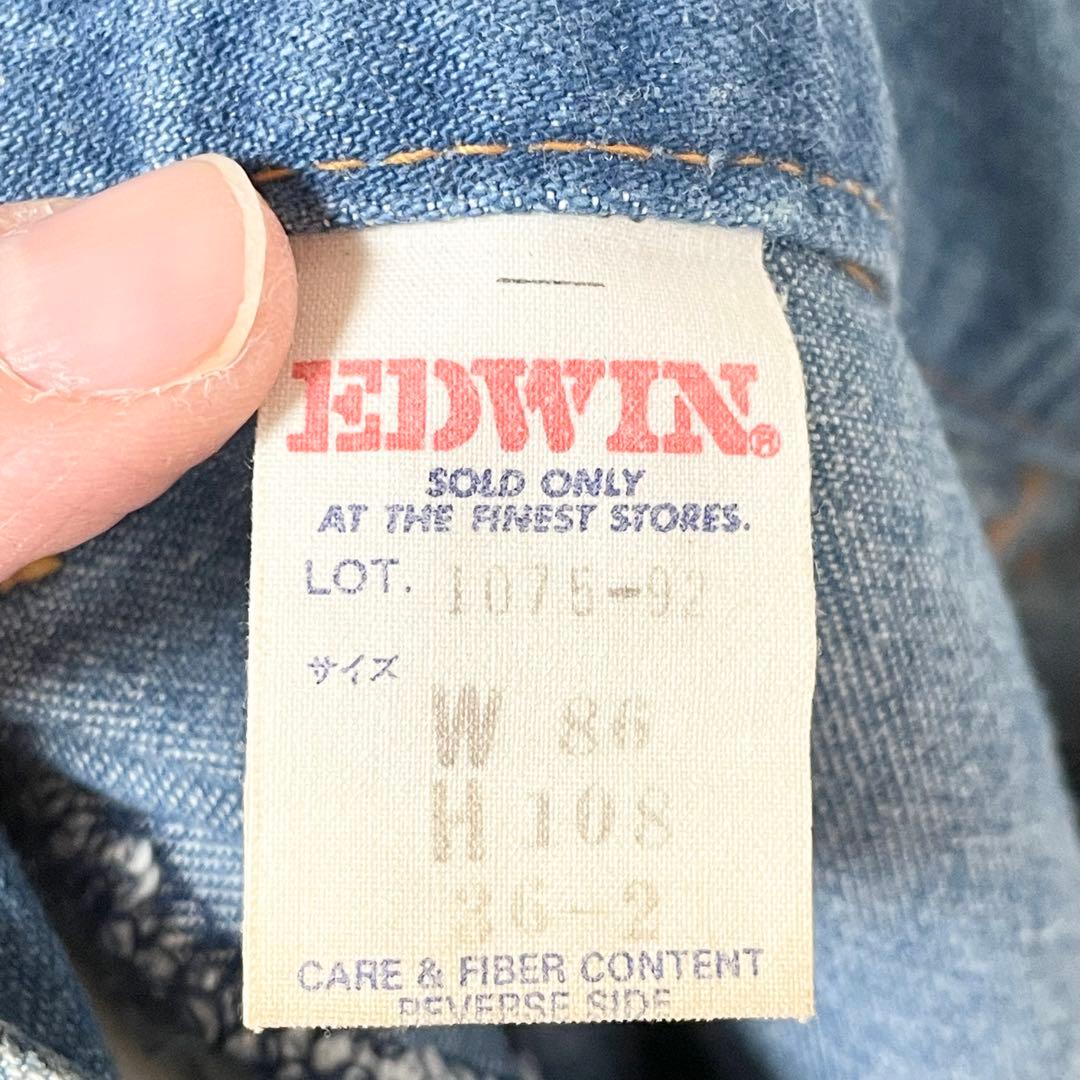 EDWIN®
SOLD ONLY
AT THE FINEST STORES.
LOT. 1075-92
サイズ
W 86
H 108
36-2
CARE & FIBER CONTENT
REVERSE SIDE